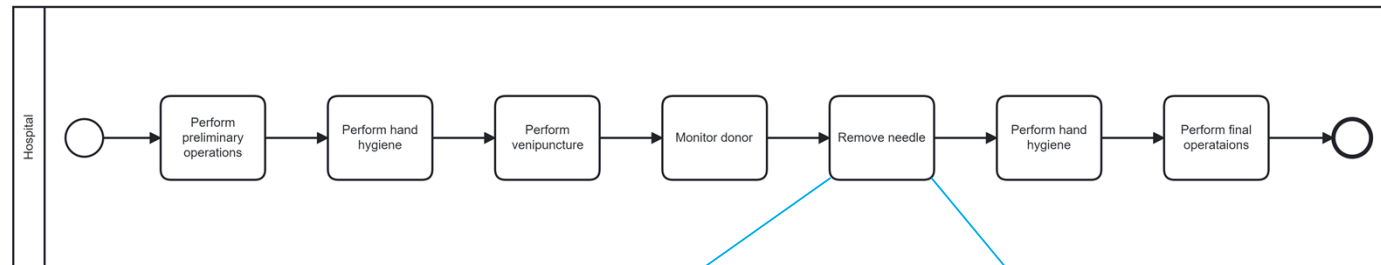 Hospital
Perform
preliminary
operations
Perform hand
hygiene
Perform
venipuncture
Monitor donor
Remove needle
Perform hand
hygiene
Perform final
operataions